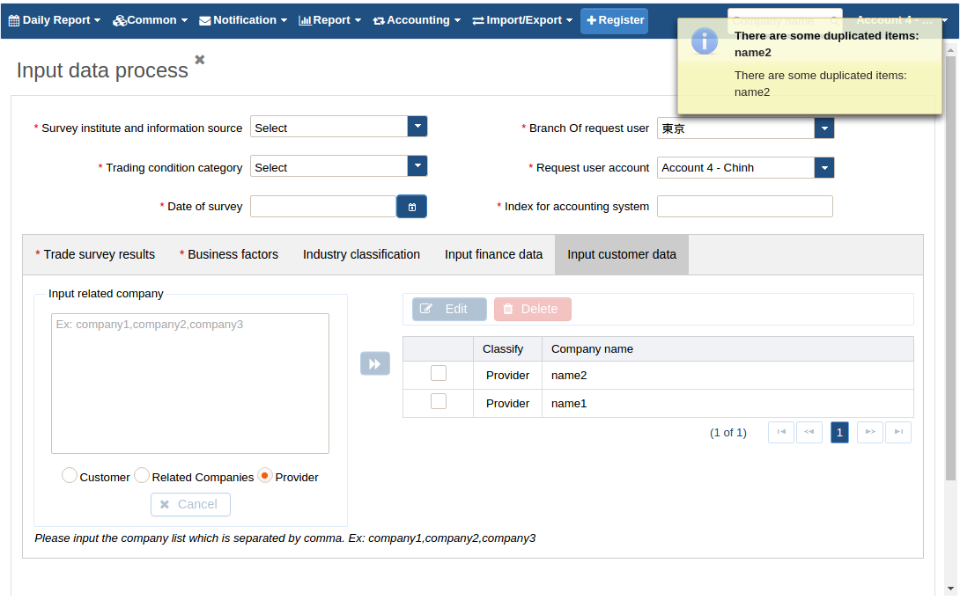 Daily Report Common Notification Report Accounting Import/Export Register
Account 4 - ...
There are some duplicated items:
name2
There are some duplicated items:
name2
Input data process
* Survey institute and information source Select * Branch Of request user 東京
* Trading condition category Select * Request user account Account 4 - Chinh
* Date of survey * Index for accounting system
* Trade survey results * Business factors Industry classification Input finance data Input customer data
Input related company
Ex: company1,company2,company3
Edit Delete
Classify Company name
Provider name2
Provider name1
(1 of 1) 1
Customer Related Companies Provider
Cancel
Please input the company list which is separated by comma. Ex: company1,company2,company3